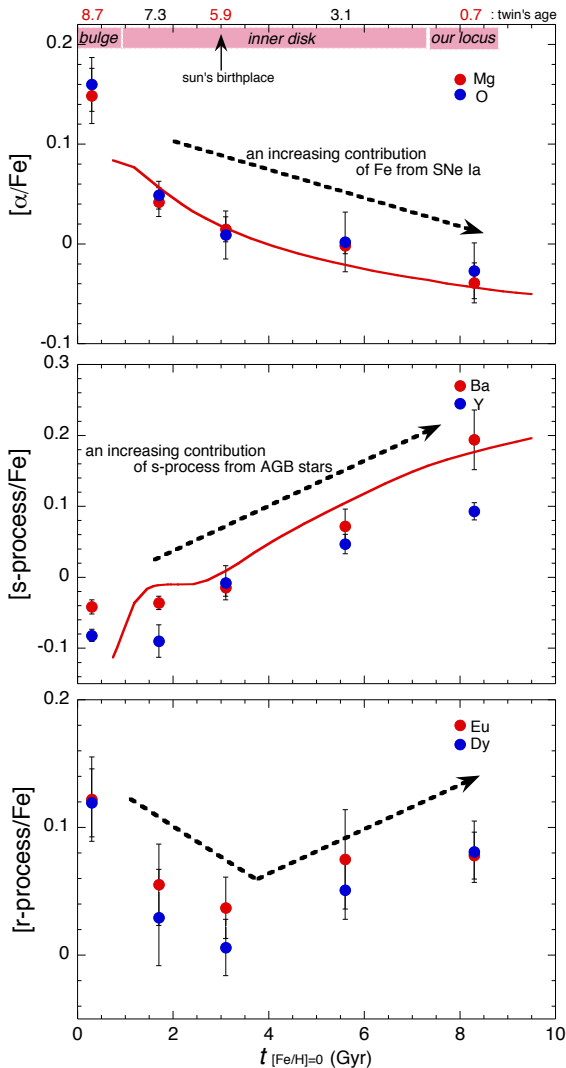 8.7 7.3 5.9 3.1 0.7 : twin's age
bulge inner disk our locus
sun's birthplace
0.2
0.1
0
-0.1
[α/Fe]
Mg
O
an increasing contribution
of Fe from SNe Ia
0.3
0.2
0.1
0
-0.1
[s-process/Fe]
Ba
Y
an increasing contribution
of s-process from AGB stars
0.2
0.1
0
[r-process/Fe]
Eu
Dy
0 2 4 6 8 10
t [Fe/H]=0 (Gyr)